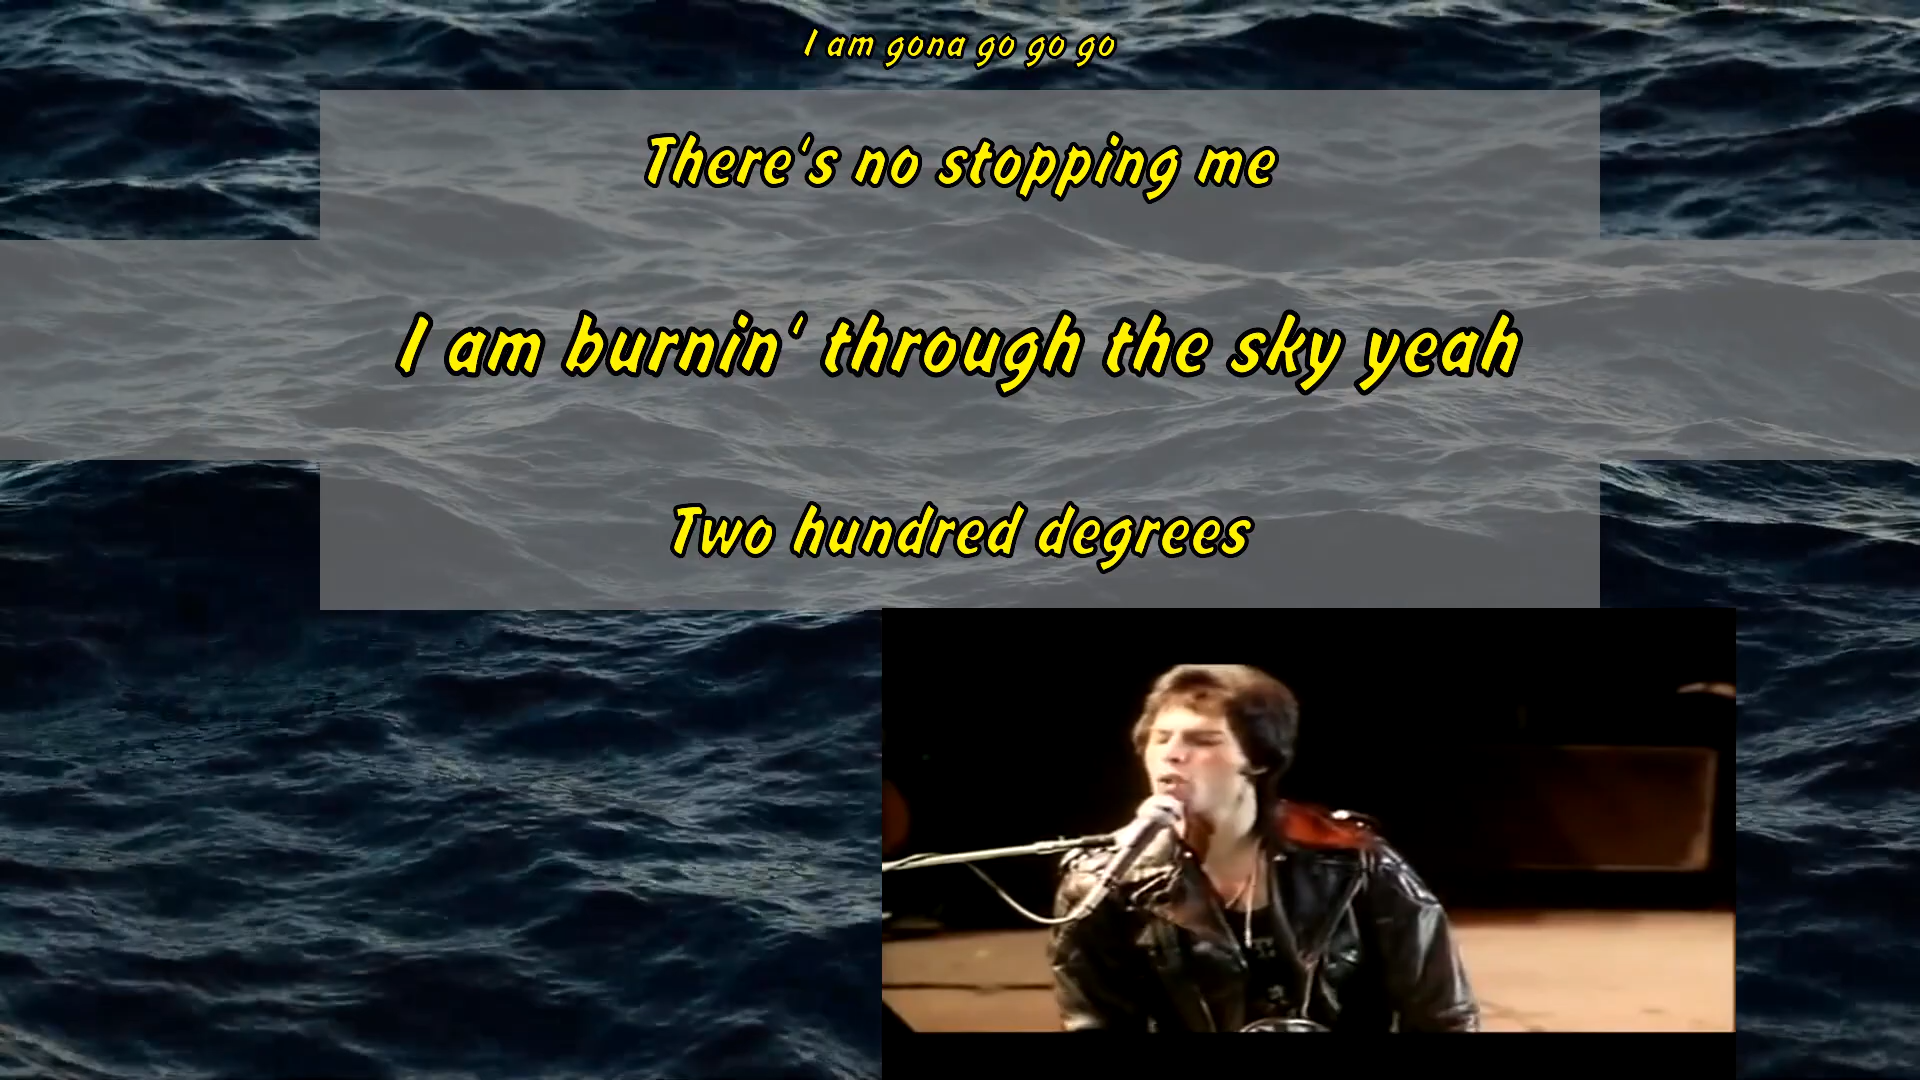 I am gona go go go
There's no stopping me
I am burnin' through the sky yeah
Two hundred degrees